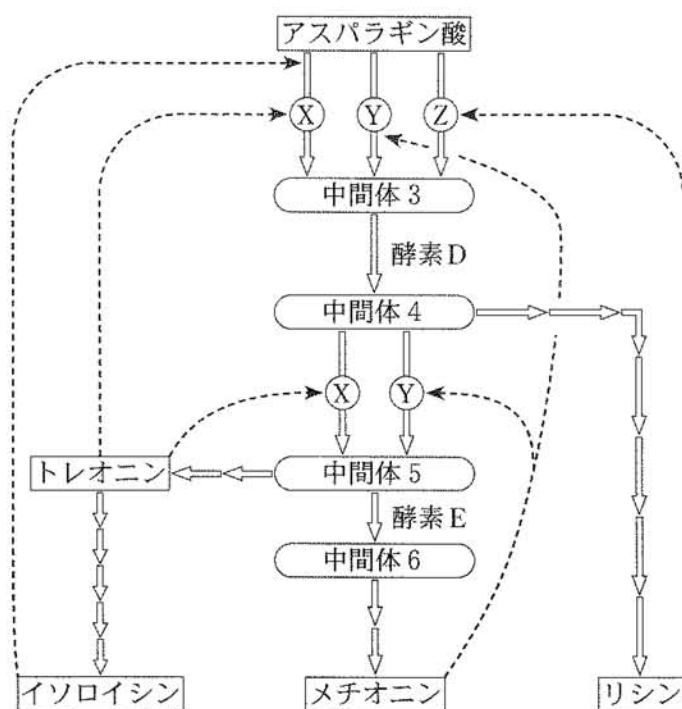 アスパラギン酸
X Y Z
中間体3
酵素D
中間体4
X Y
トレオニン 中間体5
酵素E
中間体6
イソロイシン メチオニン リシン